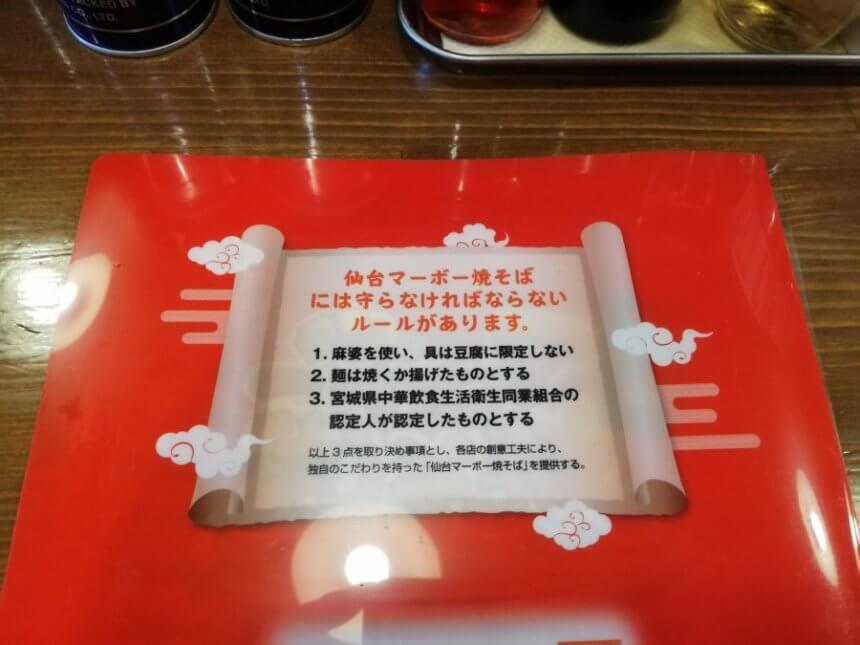 PACKED BY
CO., LTD.
LTD.
仙台マーボー焼そば
には守らなければならない
ルールがあります。
1. 麻婆を使い、具は豆腐に限定しない
2. 麺は焼くか揚げたものとする
3. 宮城県中華飲食生活衛生同業組合の
認定人が認定したものとする
以上3点を取り決め事項とし、各店の創意工夫により、
独自のこだわりを持った「仙台マーボー焼そば」を提供する。